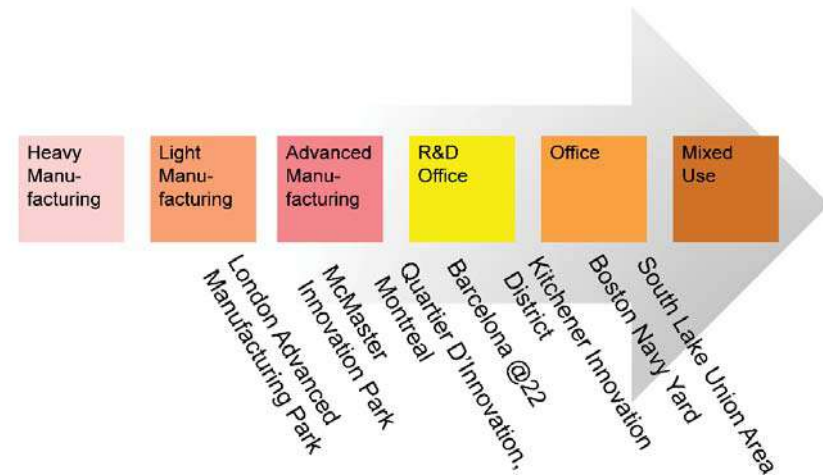 Heavy
Manu-
facturing
Light
Manu-
facturing
Advanced
Manu-
facturing
R&D
Office
Office
Mixed
Use
London Advanced
Manufacturing Park
McMaster
Innovation Park
Quartier D'Innovation,
Montreal
Barcelona @22
Kitchener Innovation
District
Boston Navy Yard
South Lake Union Area